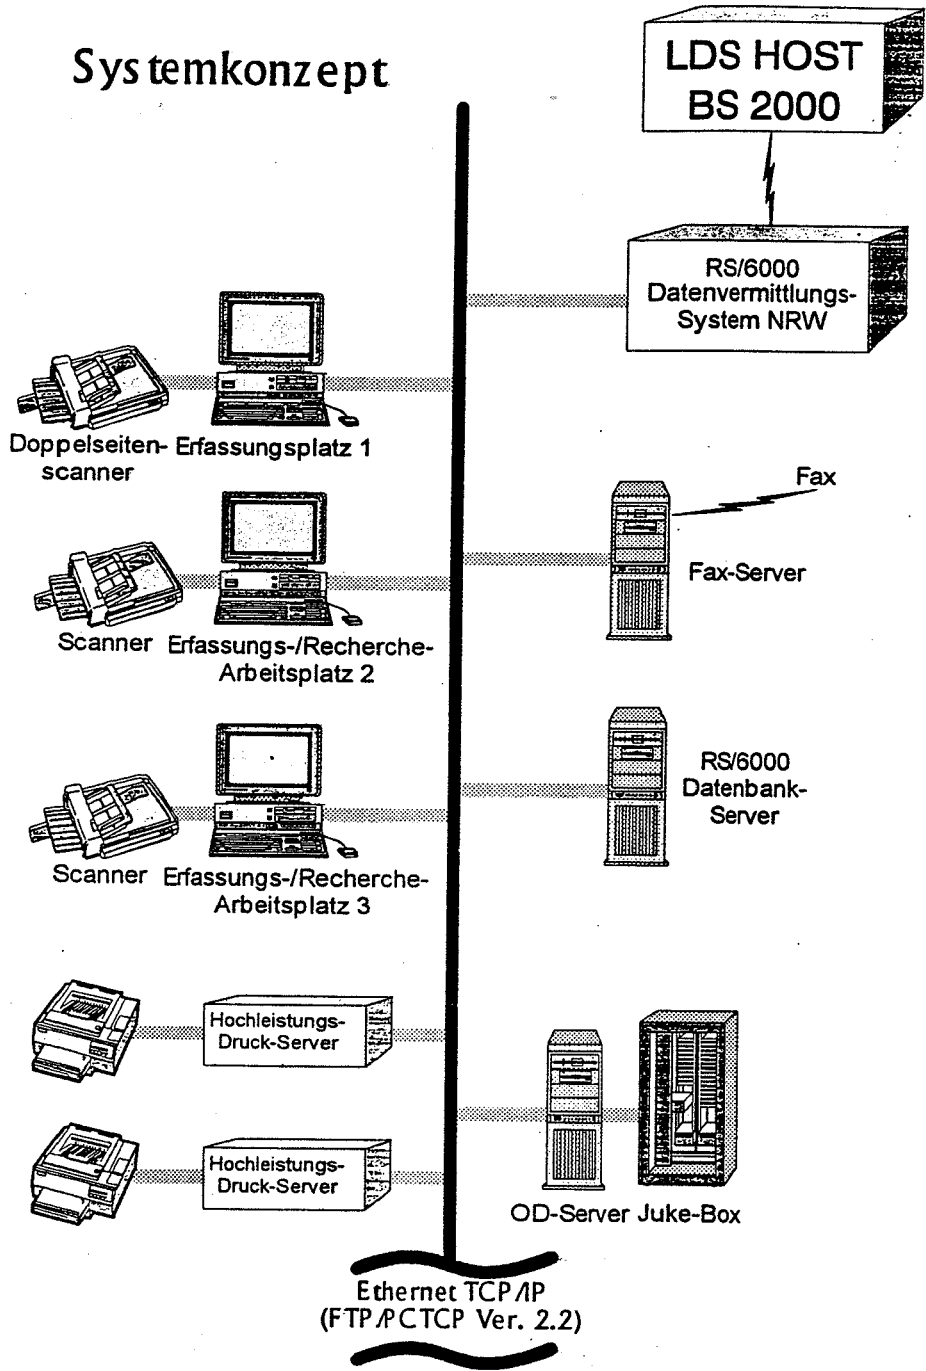 Systemkonzept
LDS HOST
BS 2000
RS/6000
Datenvermittlungs-
System NRW
Doppelseiten-
scanner
Erfassungsplatz 1
Fax
Fax-Server
Scanner
Erfassungs-/Recherche-
Arbeitsplatz 2
RS/6000
Datenbank-
Server
Scanner
Erfassungs-/Recherche-
Arbeitsplatz 3
Hochleistungs-
Druck-Server
Hochleistungs-
Druck-Server
OD-Server
Juke-Box
Ethernet TCP/IP
(FTP/PCTCP Ver. 2.2)